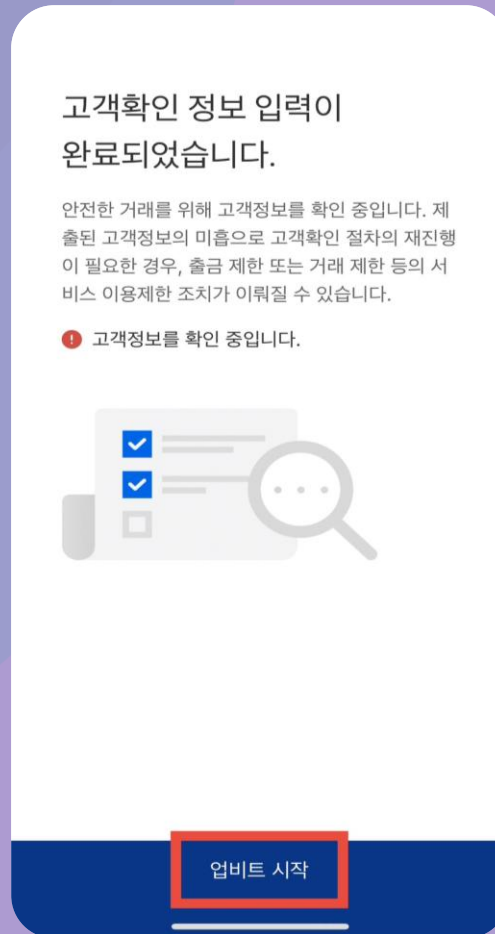 고객확인 정보 입력이
완료되었습니다.
안전한 거래를 위해 고객정보를 확인 중입니다. 제
출된 고객정보의 미흡으로 고객확인 절차의 재진행
이 필요한 경우, 출금 제한 또는 거래 제한 등의 서
비스 이용제한 조치가 이뤄질 수 있습니다.
고객정보를 확인 중입니다.
업비트 시작